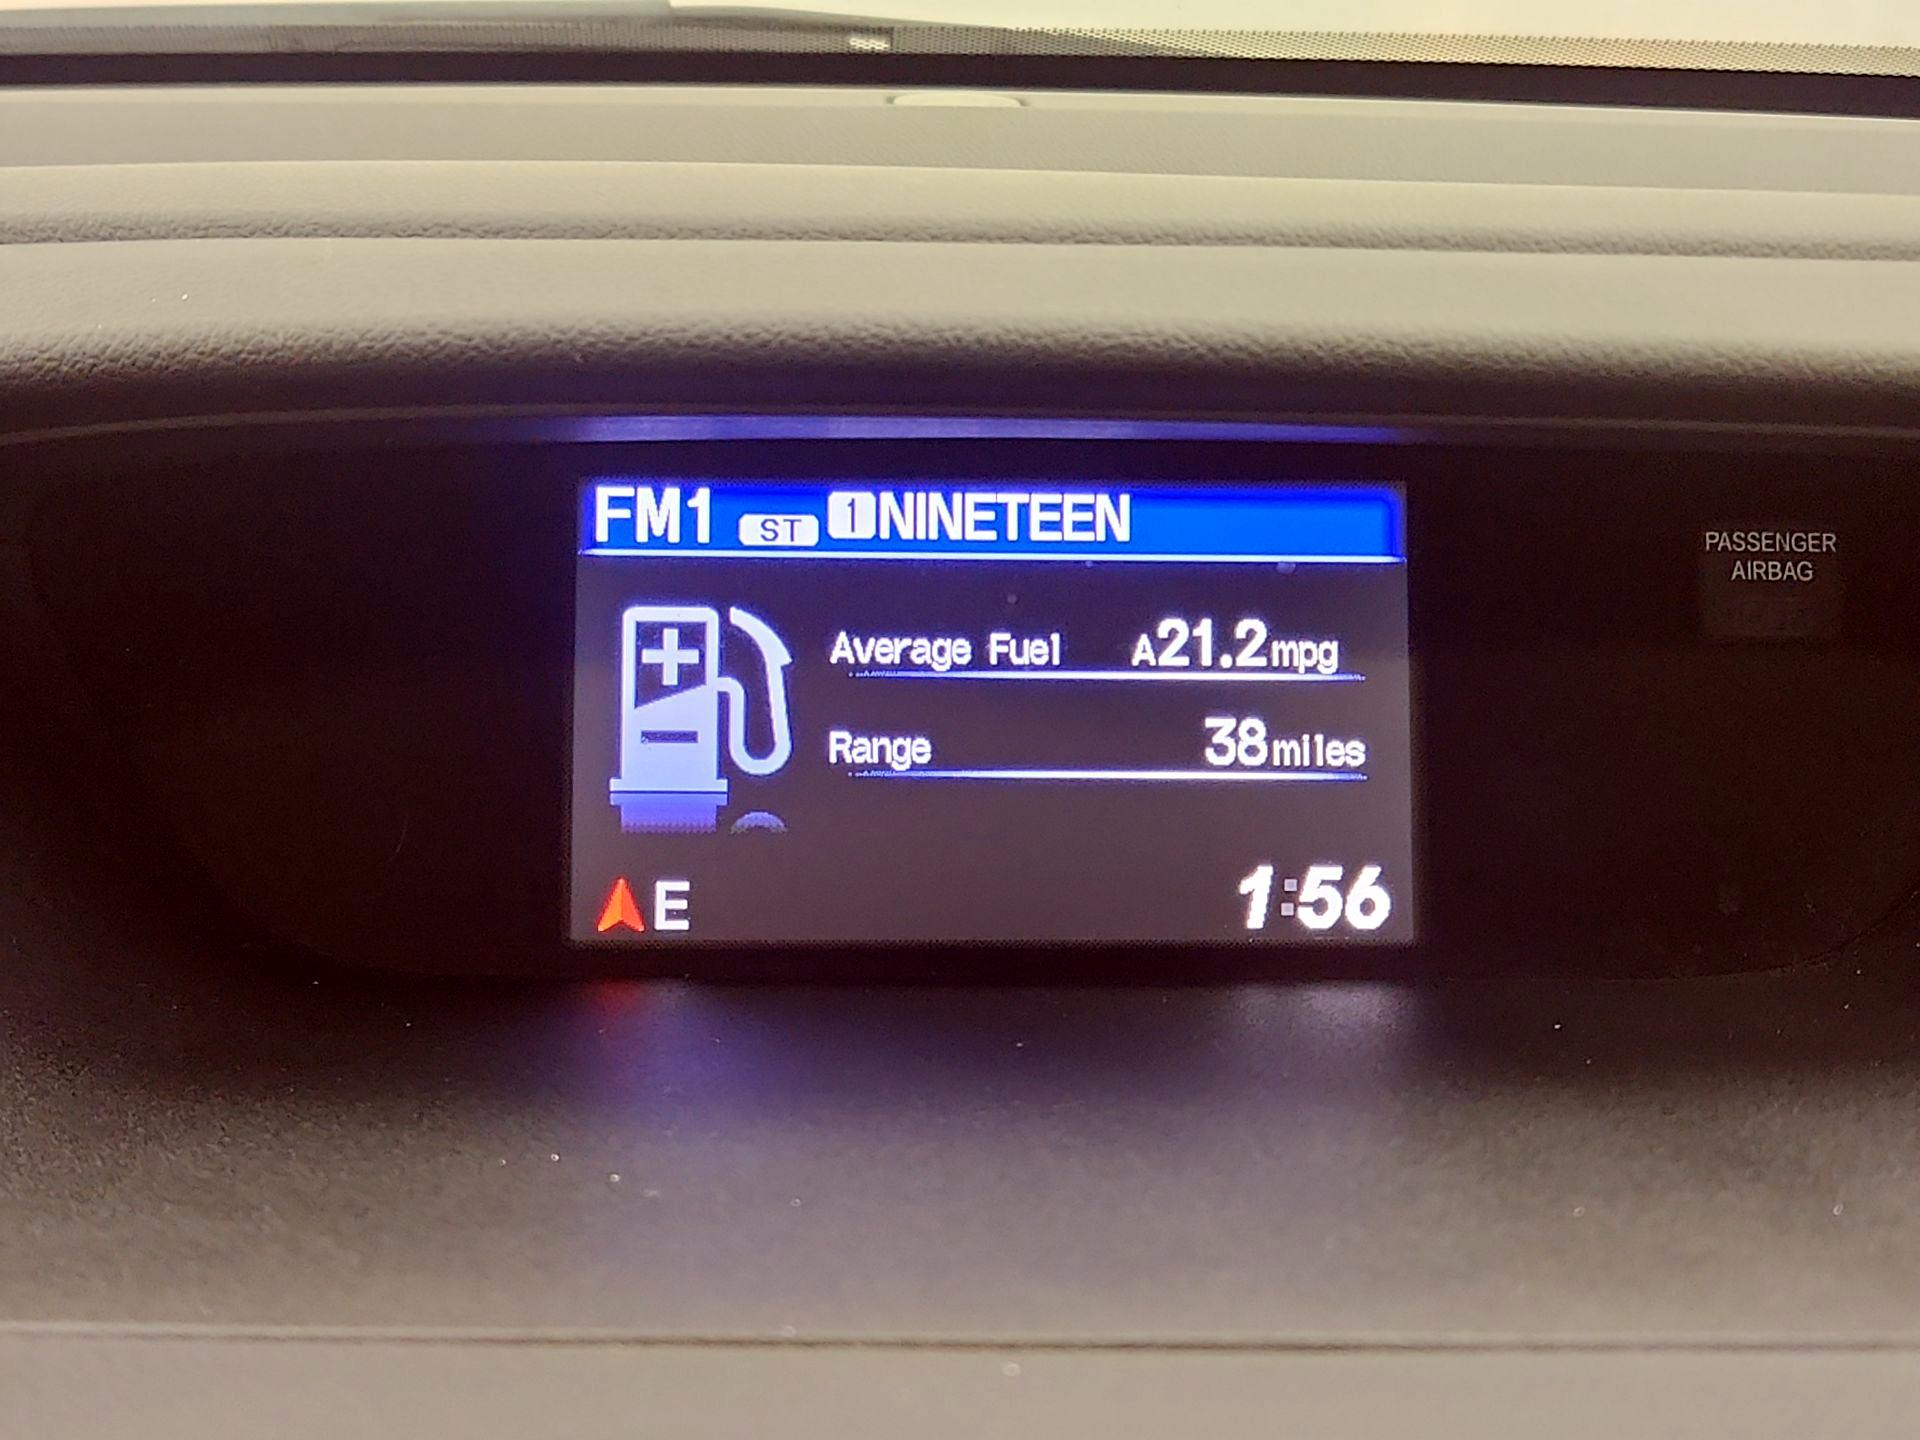 FM1 ST 1 NINETEEN
PASSENGER
AIRBAG
Average Fuel A21.2mpg
Range 38miles
E 1:56